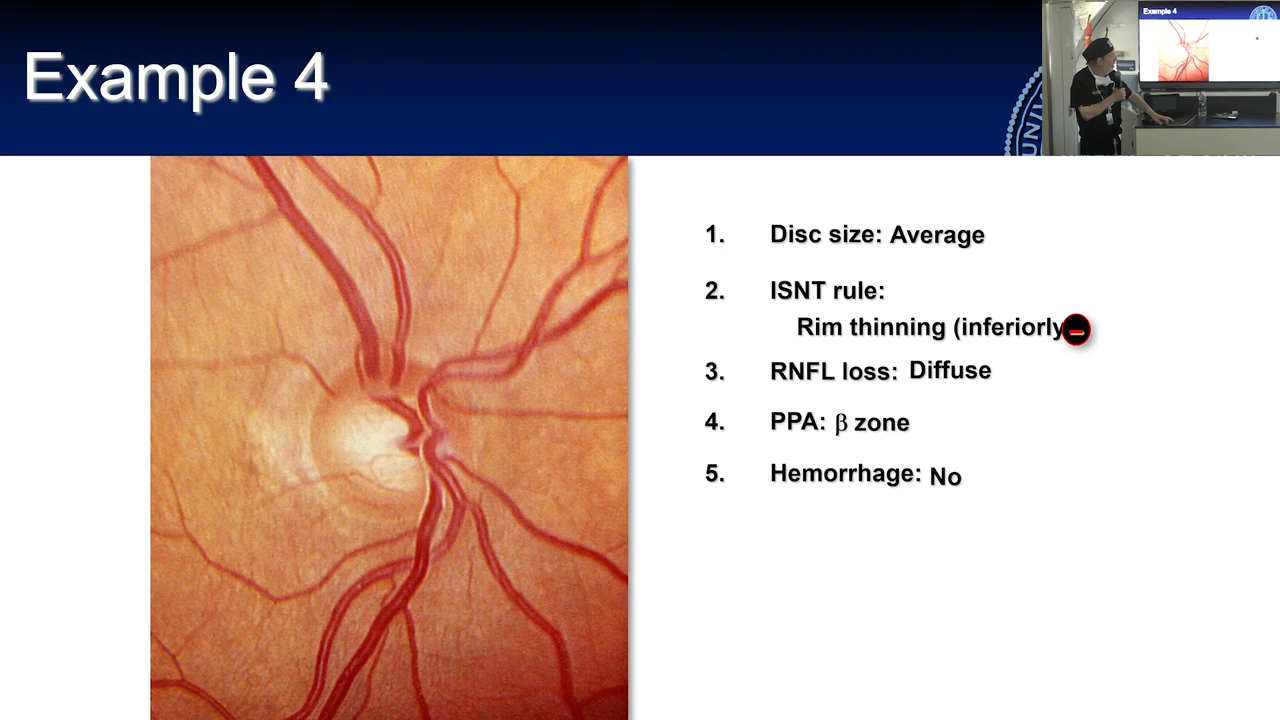 Example 4
UNIV
Example 4
1. Disc size: Average
2. ISNT rule:
Rim thinning (inferiorly
3. RNFL loss: Diffuse
4. PPA: β zone
5. Hemorrhage: No